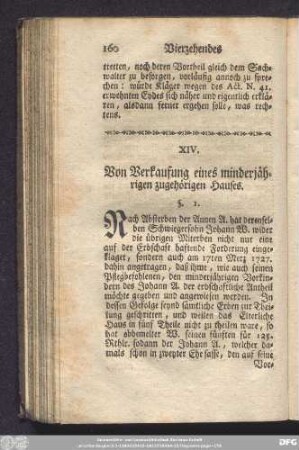 160 Vierzehendes
tretten, noch deren Vortheil gleich dem Sach-
walter zu besorgen, vorläufig annoch zu spre-
chen: würde Kläger wegen des Act. N. 41.
erwehnten Eydes sich näher und eigentlich erklä-
ren, alsdann ferner ergehen solle, was rech-
tens.
XIV.
Von Verkaufung eines minderjäh-
rigen zugehörigen Hauses.
§. 1.
Nach Absterben der Annen A. hat derenselb-
den Schwiegersohn Johann W. wider
die übrigen Miterben nicht nur eine
auf der Erbschaft haftende Forderung einge-
klaget, sondern auch am 17ten Merz 1727.
dahin angetragen, daß ihme, wie auch seinen
Pflegbefohlenen, den minderjährigen Vorkin-
dern des Johann A. der erbschaftliche Antheil
möchte gegeben und angewiesen werden. In
dessen Gefolge seynd sämtliche Erben zur Thei-
lung geschritten, und weilen das Elterliche
Haus in fünf Theile nicht zu theilen ware, so
hat abbemelter W. seinen fünften für 125.
Rthlr. sodann der Johann A., welcher da-
mals schon in zweyter Ehe sasse, den auf seine
Vor-